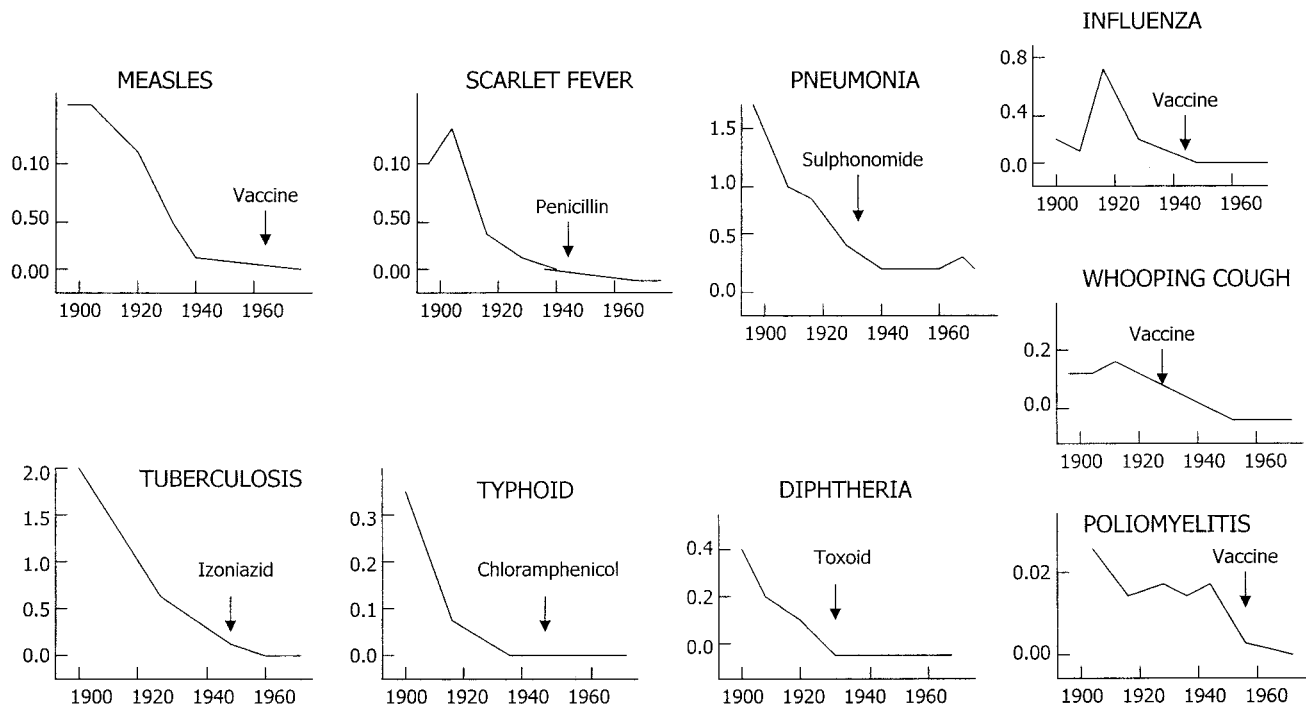 MEASLES
0.10
0.50
0.00
Vaccine
1900 1920 1940 1960
SCARLET FEVER
0.10
0.50
0.00
Penicillin
1900 1920 1940 1960
PNEUMONIA
1.5
1.0
0.5
0.0
Sulphonomide
1900 1920 1940 1960
INFLUENZA
0.8
0.4
0.0
Vaccine
1900 1920 1940 1960
WHOOPING COUGH
0.2
0.0
Vaccine
1900 1920 1940 1960
TUBERCULOSIS
2.0
1.5
1.0
0.5
0.0
Izoniazid
1900 1920 1940 1960
TYPHOID
0.3
0.2
0.1
0.0
Chloramphenicol
1900 1920 1940 1960
DIPHTHERIA
0.4
0.2
0.0
Toxoid
1900 1920 1940 1960
POLIOMYELITIS
0.02
0.00
Vaccine
1900 1920 1940 1960